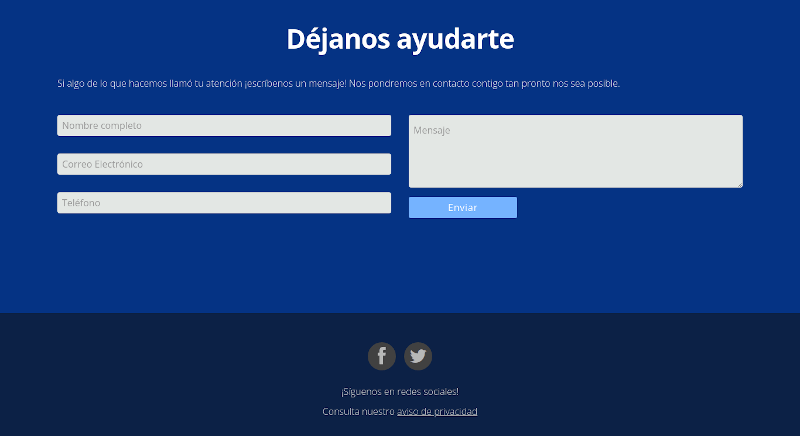 Déjanos ayudarte
Si algo de lo que hacemos llamó tu atención ¡escríbenos un mensaje! Nos pondremos en contacto contigo tan pronto nos sea posible.
Nombre completo
Correo Electrónico
Teléfono
Mensaje
Enviar
¡Síguenos en redes sociales!
Consulta nuestro aviso de privacidad